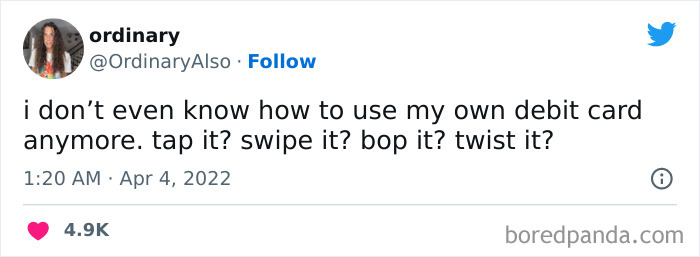 ordinary
@OrdinaryAlso · Follow
i don’t even know how to use my own debit card
anymore. tap it? swipe it? bop it? twist it?
1:20 AM · Apr 4, 2022
4.9K
boredpanda.com